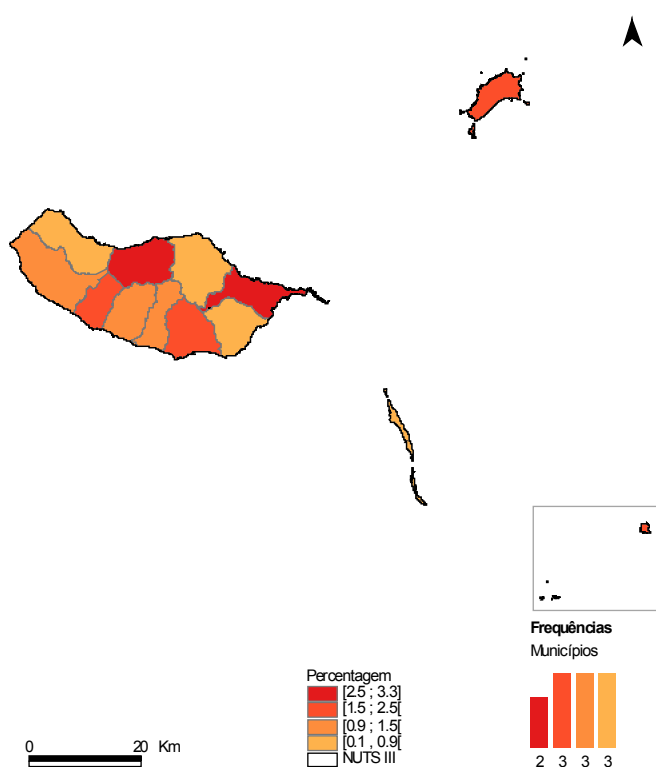 Frequências
Municípios
Percentagem
[2.5 ; 3.3]
[1.5 ; 2.5[
[0.9 ; 1.5[
[0.1 , 0.9[
NUTS III
0 20 Km
2 3 3 3